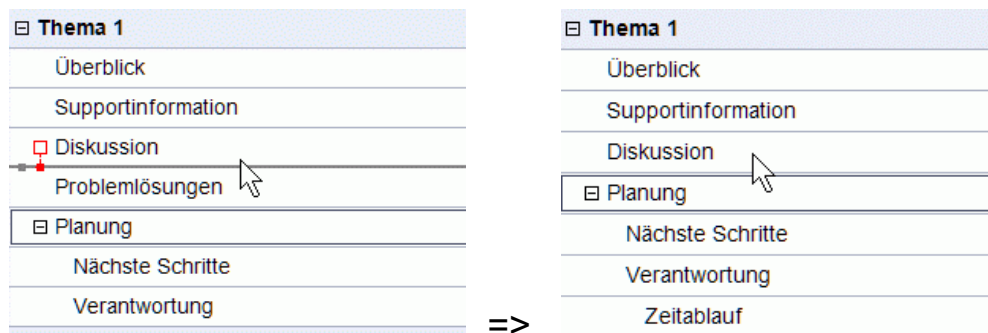 Thema 1
Überblick
Supportinformation
Diskussion
Problemlösungen
Planung
Nächste Schritte
Verantwortung
=>
Thema 1
Überblick
Supportinformation
Diskussion
Planung
Nächste Schritte
Verantwortung
Zeitablauf